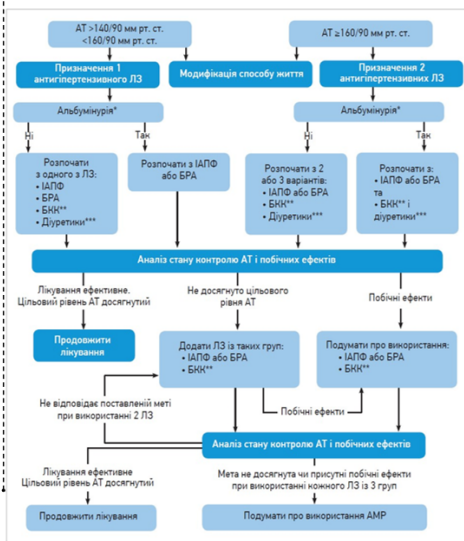 АТ >140/90 мм рт. ст.
<160/90 мм рт. ст.
АТ ≥160/90 мм рт. ст.
Призначення 1
антигіпертензивного ЛЗ
Модифікація способу життя
Призначення 2
антигіпертензивних ЛЗ
Альбумінурія*
Альбумінурія*
Ні
Так
Ні
Так
Розпочати
з одного з ЛЗ:
• ІАПФ
• БРА
• БКК**
• Діуретики***
Розпочати з ІАПФ
або БРА
Розпочати з 2
або 3 варіантів:
• ІАПФ або БРА
• БКК**
• Діуретики***
Розпочати з:
• ІАПФ або БРА
та
• БКК** і
діуретики***
Аналіз стану контролю АТ і побічних ефектів
Лікування ефективне.
Цільовий рівень АТ досягнутий
Не досягнуто цільового
рівня АТ
Побічні ефекти
Продовжити
лікування
Додати ЛЗ із таких груп:
• ІАПФ або БРА
• БКК**
Подумати про використання:
• ІАПФ або БРА
• БКК**
Не відповідає поставленій меті
при використанні 2 ЛЗ
Побічні ефекти
Аналіз стану контролю АТ і побічних ефектів
Лікування ефективне
Цільовий рівень АТ досягнутий
Мета не досягнута чи присутні побічні ефекти
при використанні кожного ЛЗ із 3 груп
Продовжити лікування
Подумати про використання АМР